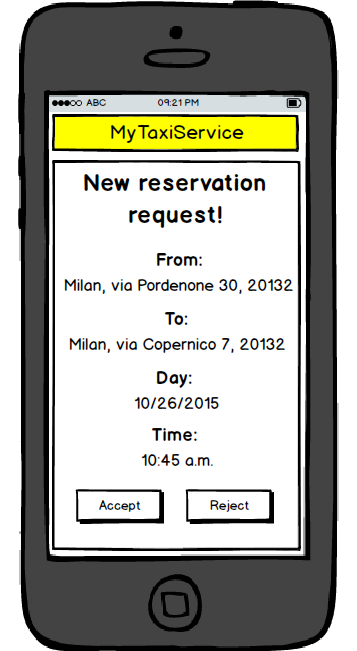 ABC 09:21 PM
MyTaxiService
New reservation
request!
From:
Milan, via Pordenone 30, 20132
To:
Milan, via Copernico 7, 20132
Day:
10/26/2015
Time:
10:45 a.m.
Accept Reject